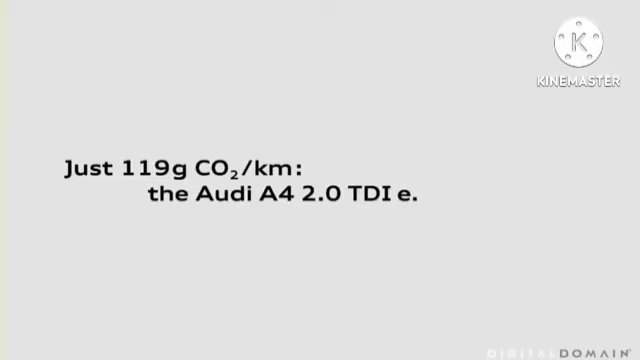 KINEMASTER
Just 119g CO₂/km:
the Audi A4 2.0 TDI e.
DIGITAL DOMAIN